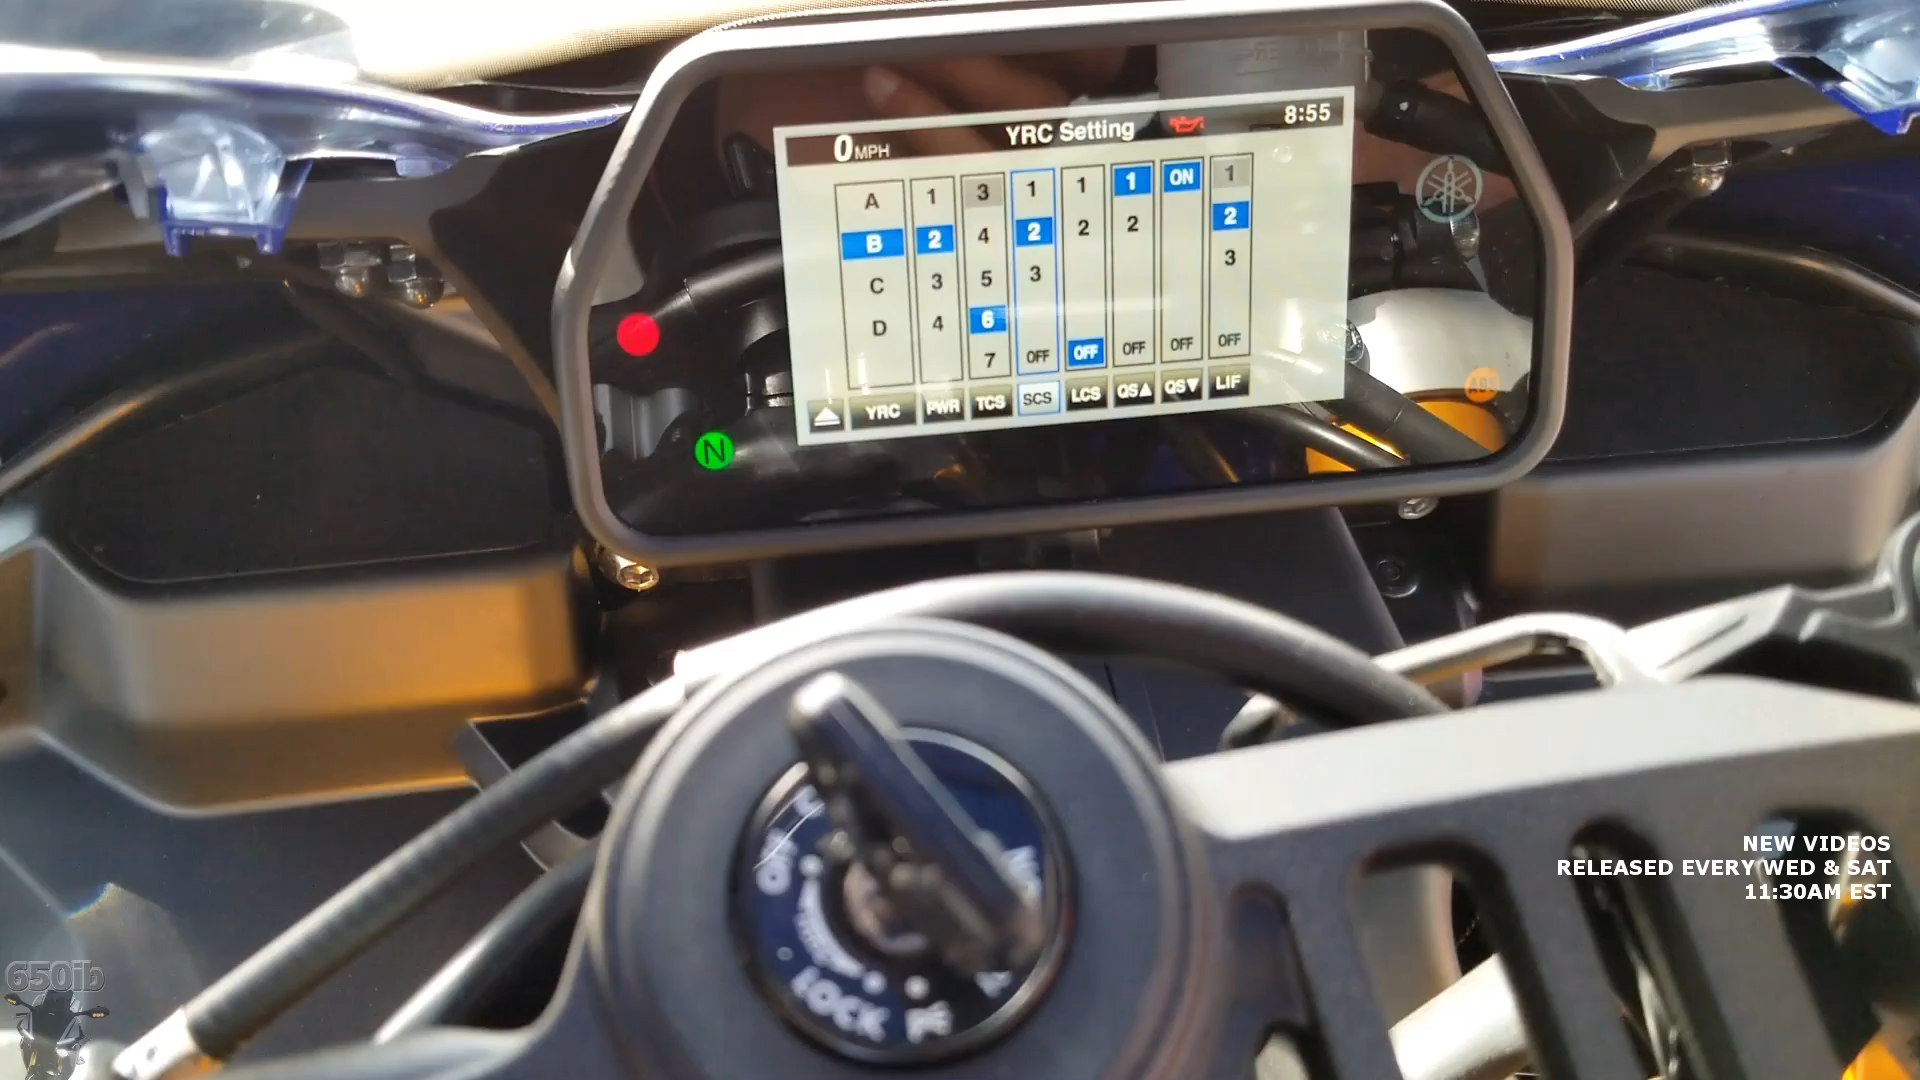 0 MPH YRC Setting 8:55
A 1 3 1 1 1 ON 1
B 2 4 2 2 2 2
C 3 5 3 3
D 4 6
7 OFF OFF OFF OFF OFF
YRC PWR TCS SCS LCS QS▲ QS▼ LIF
N
LOCK
NEW VIDEOS
RELEASED EVERY WED & SAT
11:30AM EST
650ib